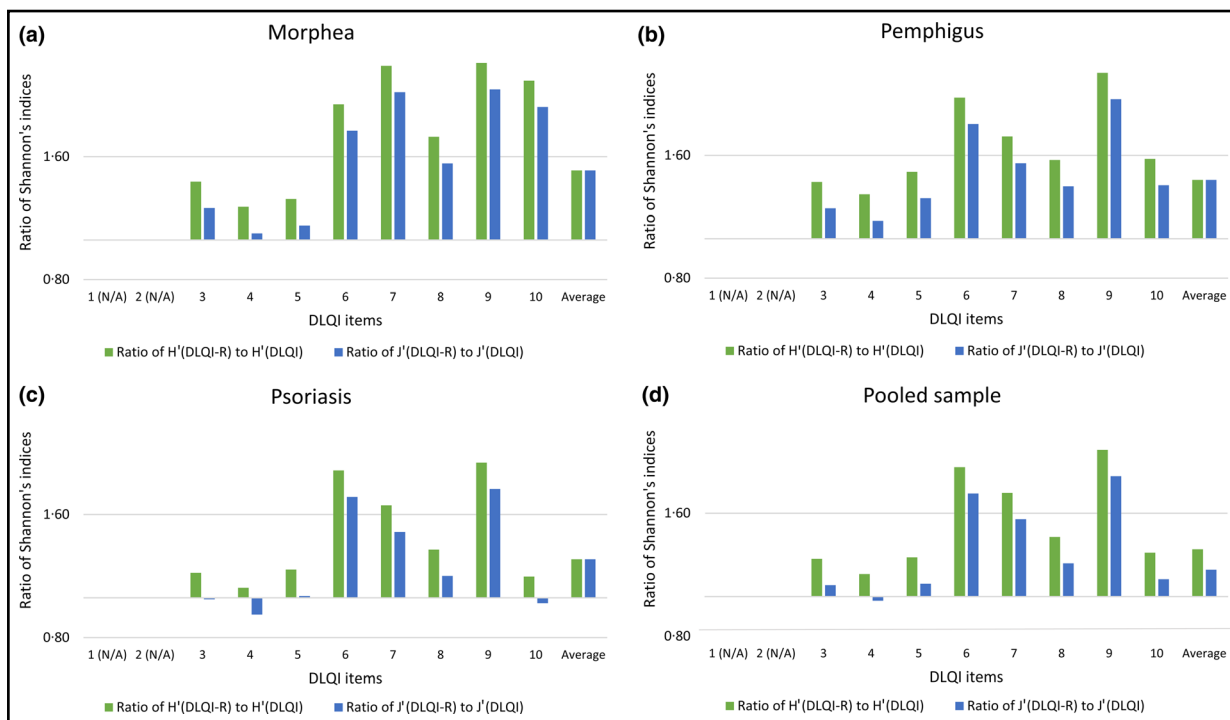 (a)
Morphea
Ratio of Shannon's indices
1·60
0·80
1 (N/A) 2 (N/A) 3 4 5 6 7 8 9 10 Average
DLQI items
Ratio of H'(DLQI-R) to H'(DLQI) Ratio of J'(DLQI-R) to J'(DLQI)
(b)
Pemphigus
Ratio of Shannon's indices
1·60
0·80
1 (N/A) 2 (N/A) 3 4 5 6 7 8 9 10 Average
DLQI items
Ratio of H'(DLQI-R) to H'(DLQI) Ratio of J'(DLQI-R) to J'(DLQI)
(c)
Psoriasis
Ratio of Shannon's indices
1·60
0·80
1 (N/A) 2 (N/A) 3 4 5 6 7 8 9 10 Average
DLQI items
Ratio of H'(DLQI-R) to H'(DLQI) Ratio of J'(DLQI-R) to J'(DLQI)
(d)
Pooled sample
Ratio of Shannon's indices
1·60
0·80
1 (N/A) 2 (N/A) 3 4 5 6 7 8 9 10 Average
DLQI items
Ratio of H'(DLQI-R) to H'(DLQI) Ratio of J'(DLQI-R) to J'(DLQI)